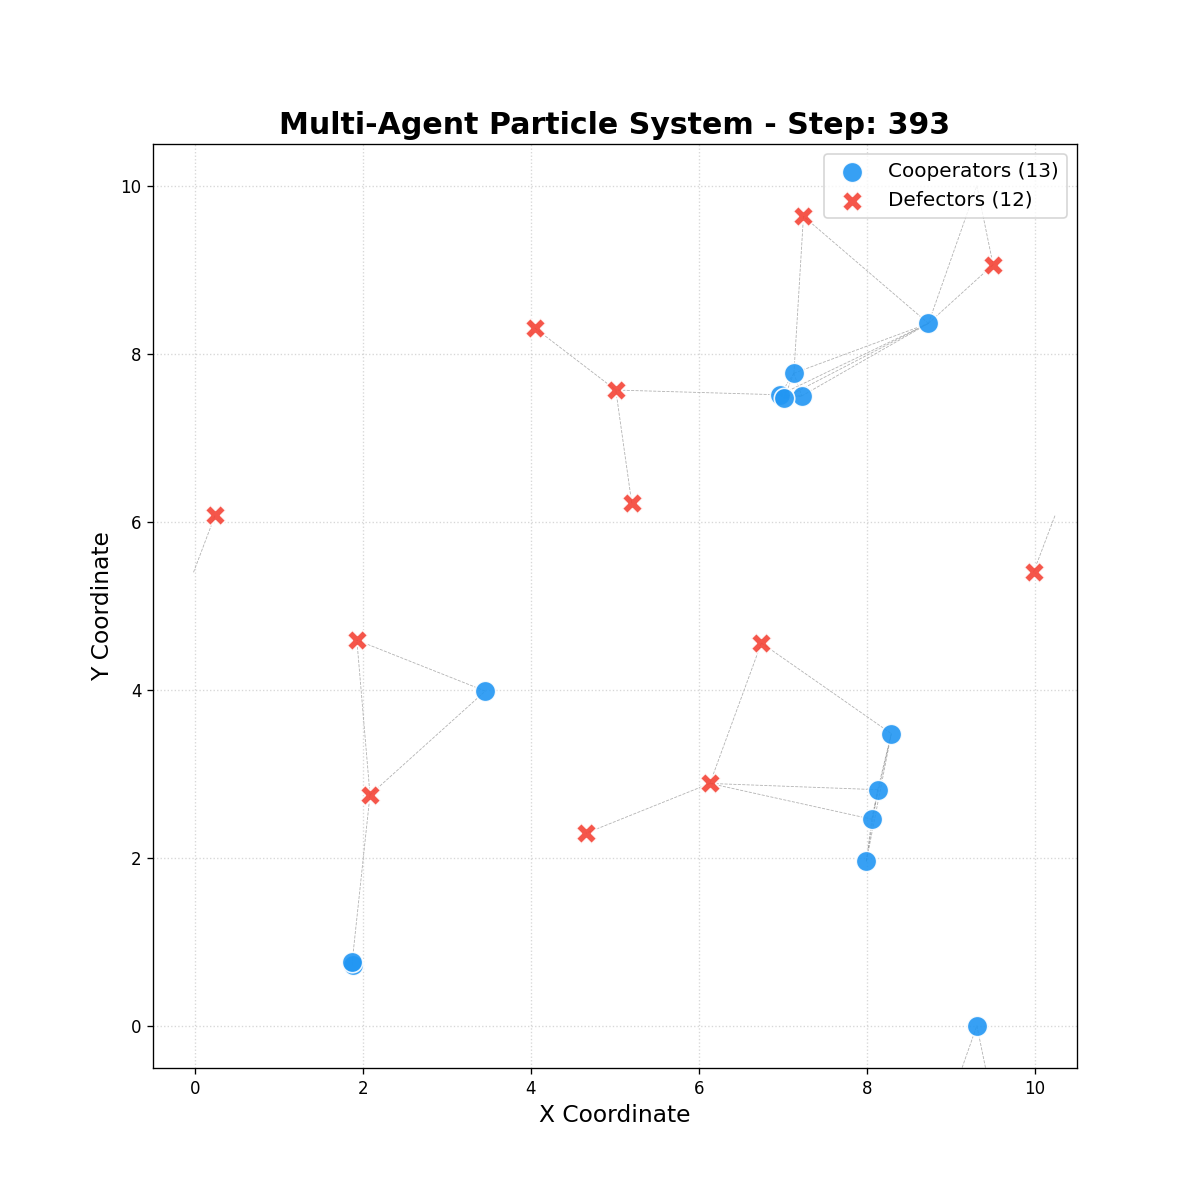 Multi-Agent Particle System - Step: 393
Cooperators (13)
Defectors (12)
10
8
6
4
2
0
Y Coordinate
0 2 4 6 8 10
X Coordinate